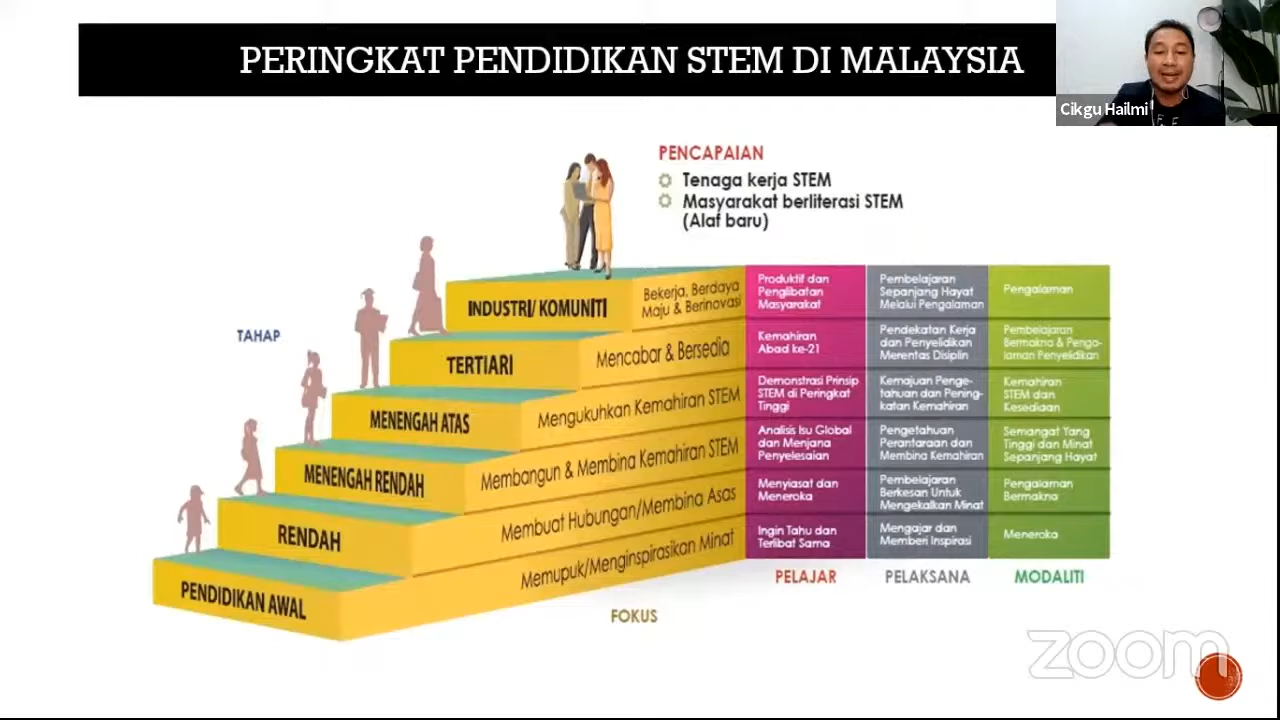 PERINGKAT PENDIDIKAN STEM DI MALAYSIA
Cikgu Hailmi
PENCAPAIAN
Tenaga kerja STEM
Masyarakat berliterasi STEM
(Alaf baru)
TAHAP
INDUSTRI/ KOMUNITI
Bekerja, Berdaya
Maju & Berinovasi
Produktif dan
Penglibatan
Masyarakat
Pembelajaran
Sepanjang Hayat
Melalui Pengalaman
Pengalaman
TERTIARI
Mencabar & Bersedia
Kemahiran
Abad ke-21
Pendekatan Kerja
dan Penyelidikan
Merentas Disiplin
Pembelajaran
Bermakna & Penga-
laman Penyelidikan
MENENGAH ATAS
Mengukuhkan Kemahiran STEM
Demonstrasi Prinsip
STEM di Peringkat
Tinggi
Kemajuan Penge-
tahuan dan Pening-
katan Kemahiran
Kemahiran
STEM dan
Kesediaan
MENENGAH RENDAH
Membangun & Membina Kemahiran STEM
Analisis Isu Global
dan Menjana
Penyelesaian
Pengetahuan
Perantaraan dan
Membina Kemahiran
Semangat Yang
Tinggi dan Minat
Sepanjang Hayat
RENDAH
Membuat Hubungan/Membina Asas
Menyiasat dan
Meneroka
Pembelajaran
Berkesan Untuk
Mengekalkan Minat
Pengalaman
Bermakna
PENDIDIKAN AWAL
Memupuk/Menginspirasikan Minat
Ingin Tahu dan
Terlibat Sama
Mengajar dan
Memberi Inspirasi
Meneroka
PELAJAR
PELAKSANA
MODALITI
FOKUS
zoom